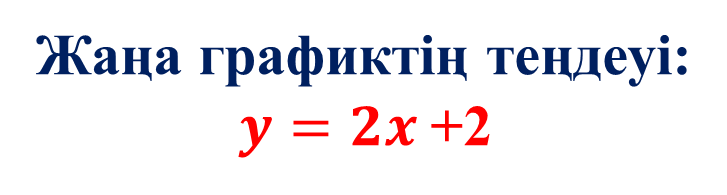 Жаңа графиктің теңдеуі:
y = 2x +2